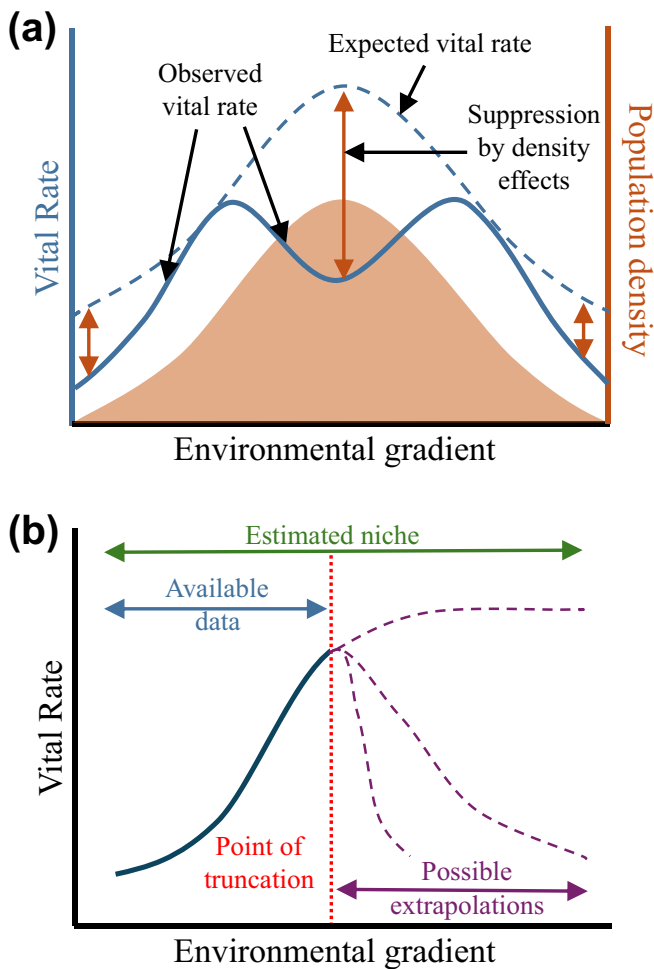 (a)
Expected vital rate
Observed
vital rate
Suppression
by density
effects
Vital Rate
Population density
Environmental gradient
(b)
Estimated niche
Available
data
Vital Rate
Point of
truncation
Possible
extrapolations
Environmental gradient